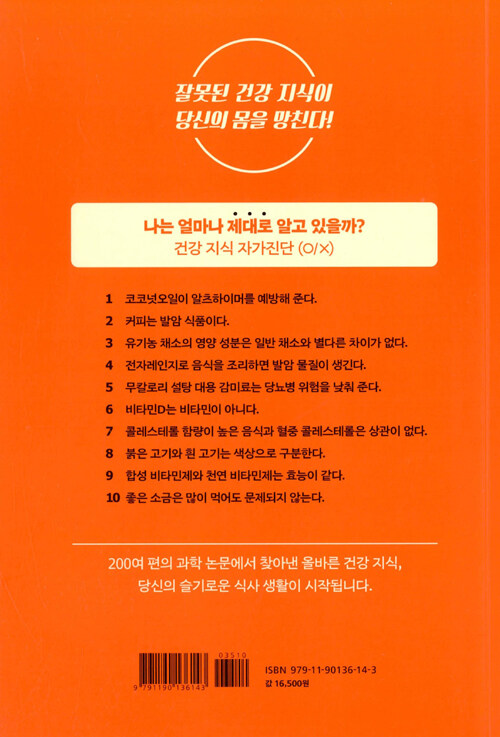 잘못된 건강 지식이
당신의 몸을 망친다!
나는 얼마나 제대로 알고 있을까?
건강 지식 자가진단 (O/X)
1 코코넛오일이 알츠하이머를 예방해 준다.
2 커피는 발암 식품이다.
3 유기농 채소의 영양 성분은 일반 채소와 별다른 차이가 없다.
4 전자레인지로 음식을 조리하면 발암 물질이 생긴다.
5 무칼로리 설탕 대용 감미료는 당뇨병 위험을 낮춰 준다.
6 비타민D는 비타민이 아니다.
7 콜레스테롤 함량이 높은 음식과 혈중 콜레스테롤은 상관이 없다.
8 붉은 고기와 흰 고기는 색상으로 구분한다.
9 합성 비타민제와 천연 비타민제는 효능이 같다.
10 좋은 소금은 많이 먹어도 문제되지 않는다.
200여 편의 과학 논문에서 찾아낸 올바른 건강 지식,
당신의 슬기로운 식사 생활이 시작됩니다.
03510
9 791190 136143
ISBN 979-11-90136-14-3
값 16,500원